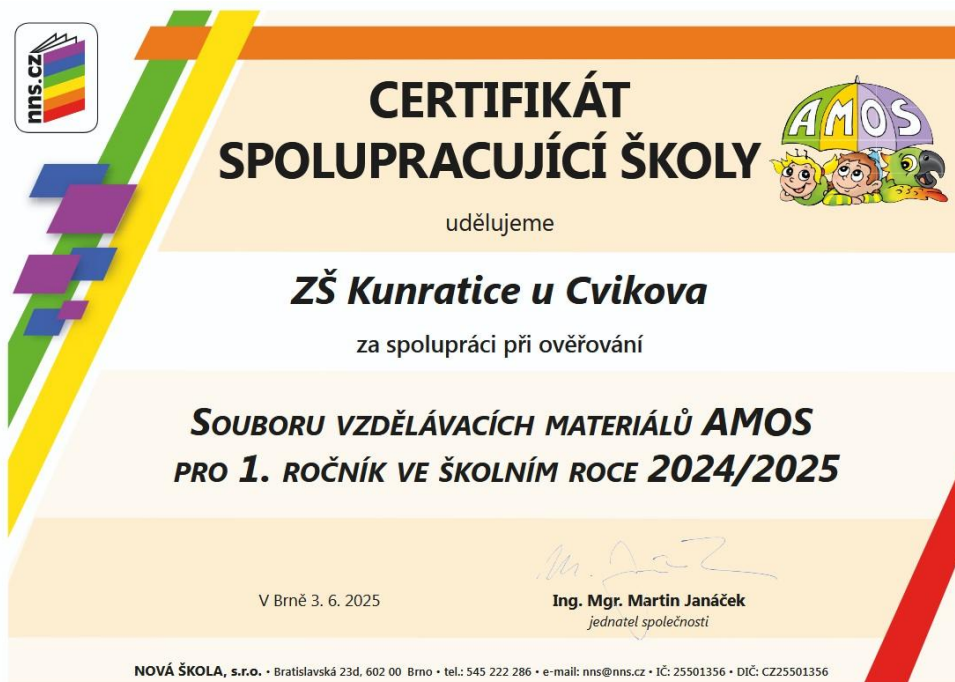 nns.cz
CERTIFIKÁT
SPOLUPRACUJÍCÍ ŠKOLY
AMOS
udělujeme
ZŠ Kunratice u Cvikova
za spolupráci při ověřování
SOUBORU VZDĚLÁVACÍCH MATERIÁLŮ AMOS
PRO 1. ROČNÍK VE ŠKOLNÍM ROCE 2024/2025
V Brně 3. 6. 2025
Ing. Mgr. Martin Janáček
jednatel společnosti
NOVÁ ŠKOLA, s.r.o. • Bratislavská 23d, 602 00 Brno • tel.: 545 222 286 • e-mail: nns@nns.cz • IČ: 25501356 • DIČ: CZ25501356